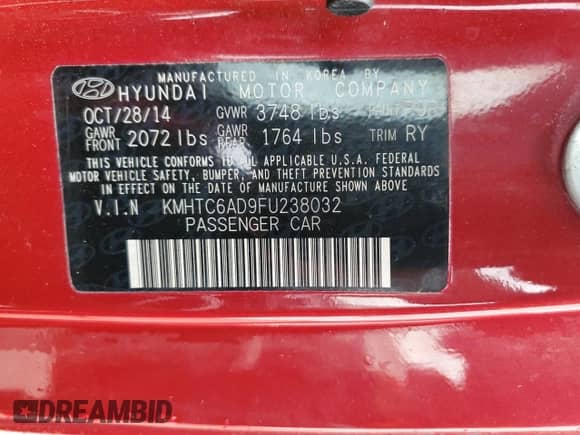 MANUFACTURED IN KOREA BY
HYUNDAI MOTOR COMPANY
OCT/28/14 GVWR 3748 lbs PAINT
GAWR FRONT 2072 lbs GAWR REAR 1764 lbs TRIM RY
THIS VEHICLE CONFORMS TO ALL APPLICABLE U.S.A. FEDERAL
MOTOR VEHICLE SAFETY, BUMPER, AND THEFT PREVENTION STANDARDS
IN EFFECT ON THE DATE OF MANUFACTURE SHOWN ABOVE.
V.I.N KMHTC6AD9FU238032
PASSENGER CAR
DREAMBID